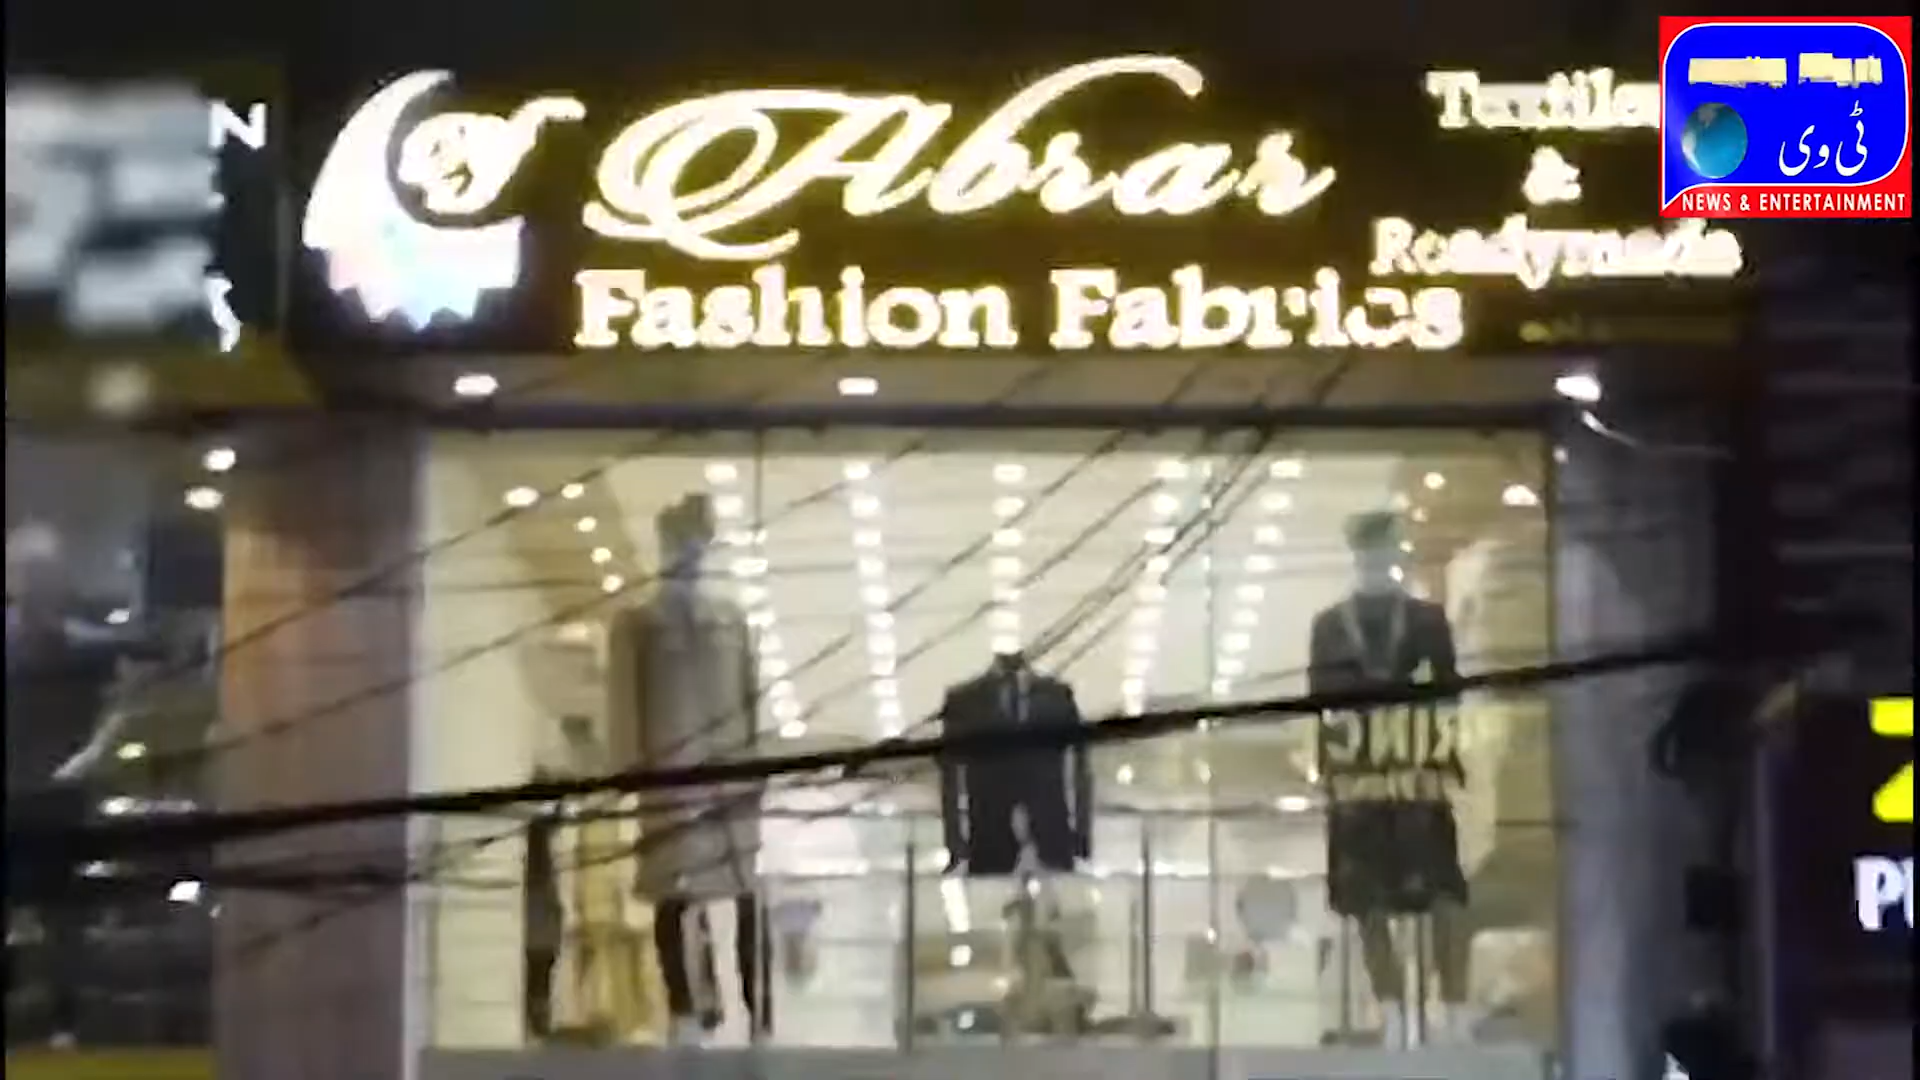 Abrar
Fashion Fabrics
Textiles
&
Readymade
ٹی وی
NEWS & ENTERTAINMENT
N